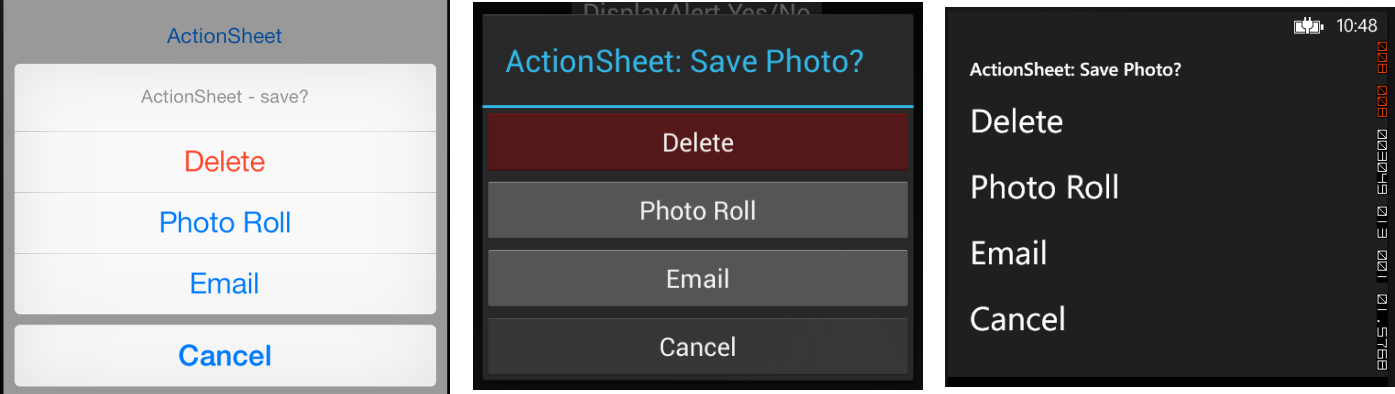 ActionSheet
ActionSheet - save?
Delete
Photo Roll
Email
Cancel
DisplayAlert Yes/No
ActionSheet: Save Photo?
Delete
Photo Roll
Email
Cancel
10:48
ActionSheet: Save Photo?
Delete
Photo Roll
Email
Cancel